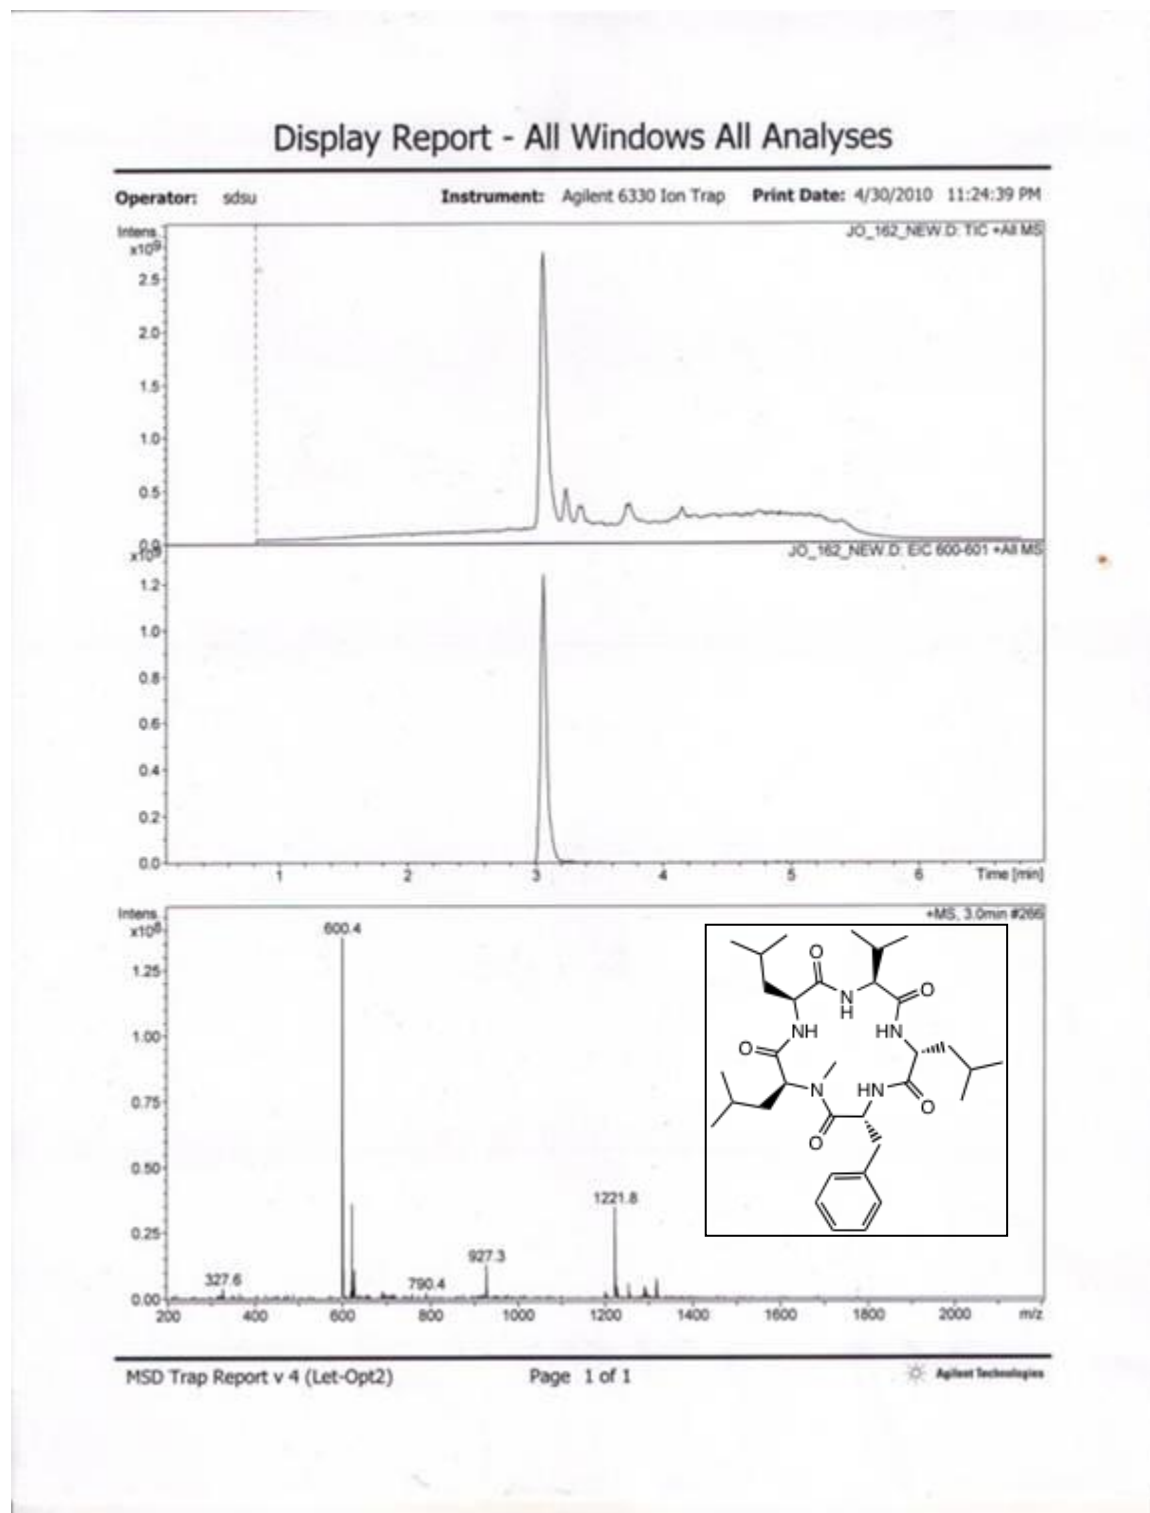 Display Report - All Windows All Analyses
Operator: sdsu Instrument: Agilent 6330 Ion Trap Print Date: 4/30/2010 11:24:39 PM
Intens.
x10⁹
JO_162_NEW.D: TIC +All MS
2.5
2.0
1.5
1.0
0.5
0.0
x10⁹
JO_162_NEW.D: EIC 600-601 +All MS
1.2
1.0
0.8
0.6
0.4
0.2
0.0
1 2 3 4 5 6 Time [min]
Intens.
x10⁸
+MS, 3.0min #266
600.4
1.25
1.00
0.75
0.50
0.25
0.00
1221.8
927.3
790.4
327.6
O
N
H
O
NH
HN
O
N
HN
O
O
200 400 600 800 1000 1200 1400 1600 1800 2000 m/z
MSD Trap Report v 4 (Let-Opt2) Page 1 of 1 Agilent Technologies